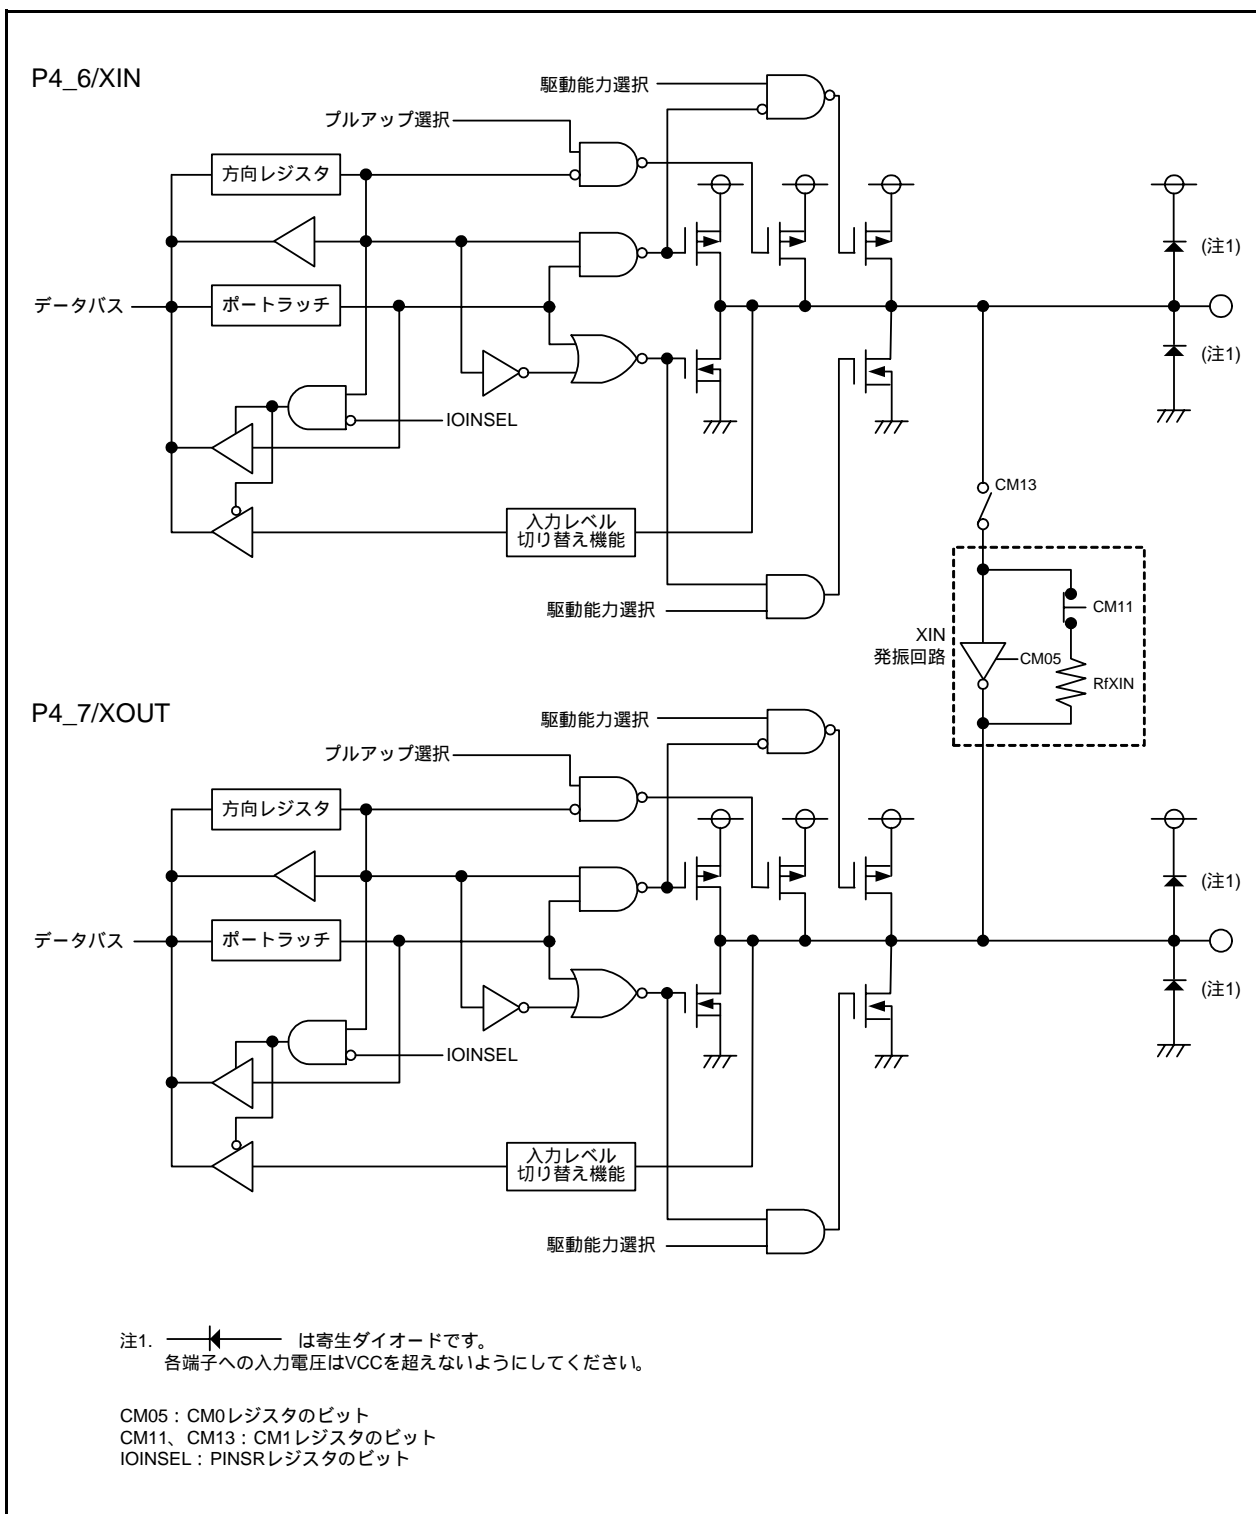 P4_6/XIN
駆動能力選択
プルアップ選択
方向レジスタ
(注1)
データバス
ポートラッチ
(注1)
IOINSEL
CM13
入力レベル
切り替え機能
駆動能力選択
CM11
XIN
発振回路
CM05
RfXIN
P4_7/XOUT
駆動能力選択
プルアップ選択
方向レジスタ
(注1)
データバス
ポートラッチ
(注1)
IOINSEL
入力レベル
切り替え機能
駆動能力選択
注1. は寄生ダイオードです。
各端子への入力電圧はVCCを超えないようにしてください。
CM05：CM0レジスタのビット
CM11、CM13：CM1レジスタのビット
IOINSEL：PINSRレジスタのビット